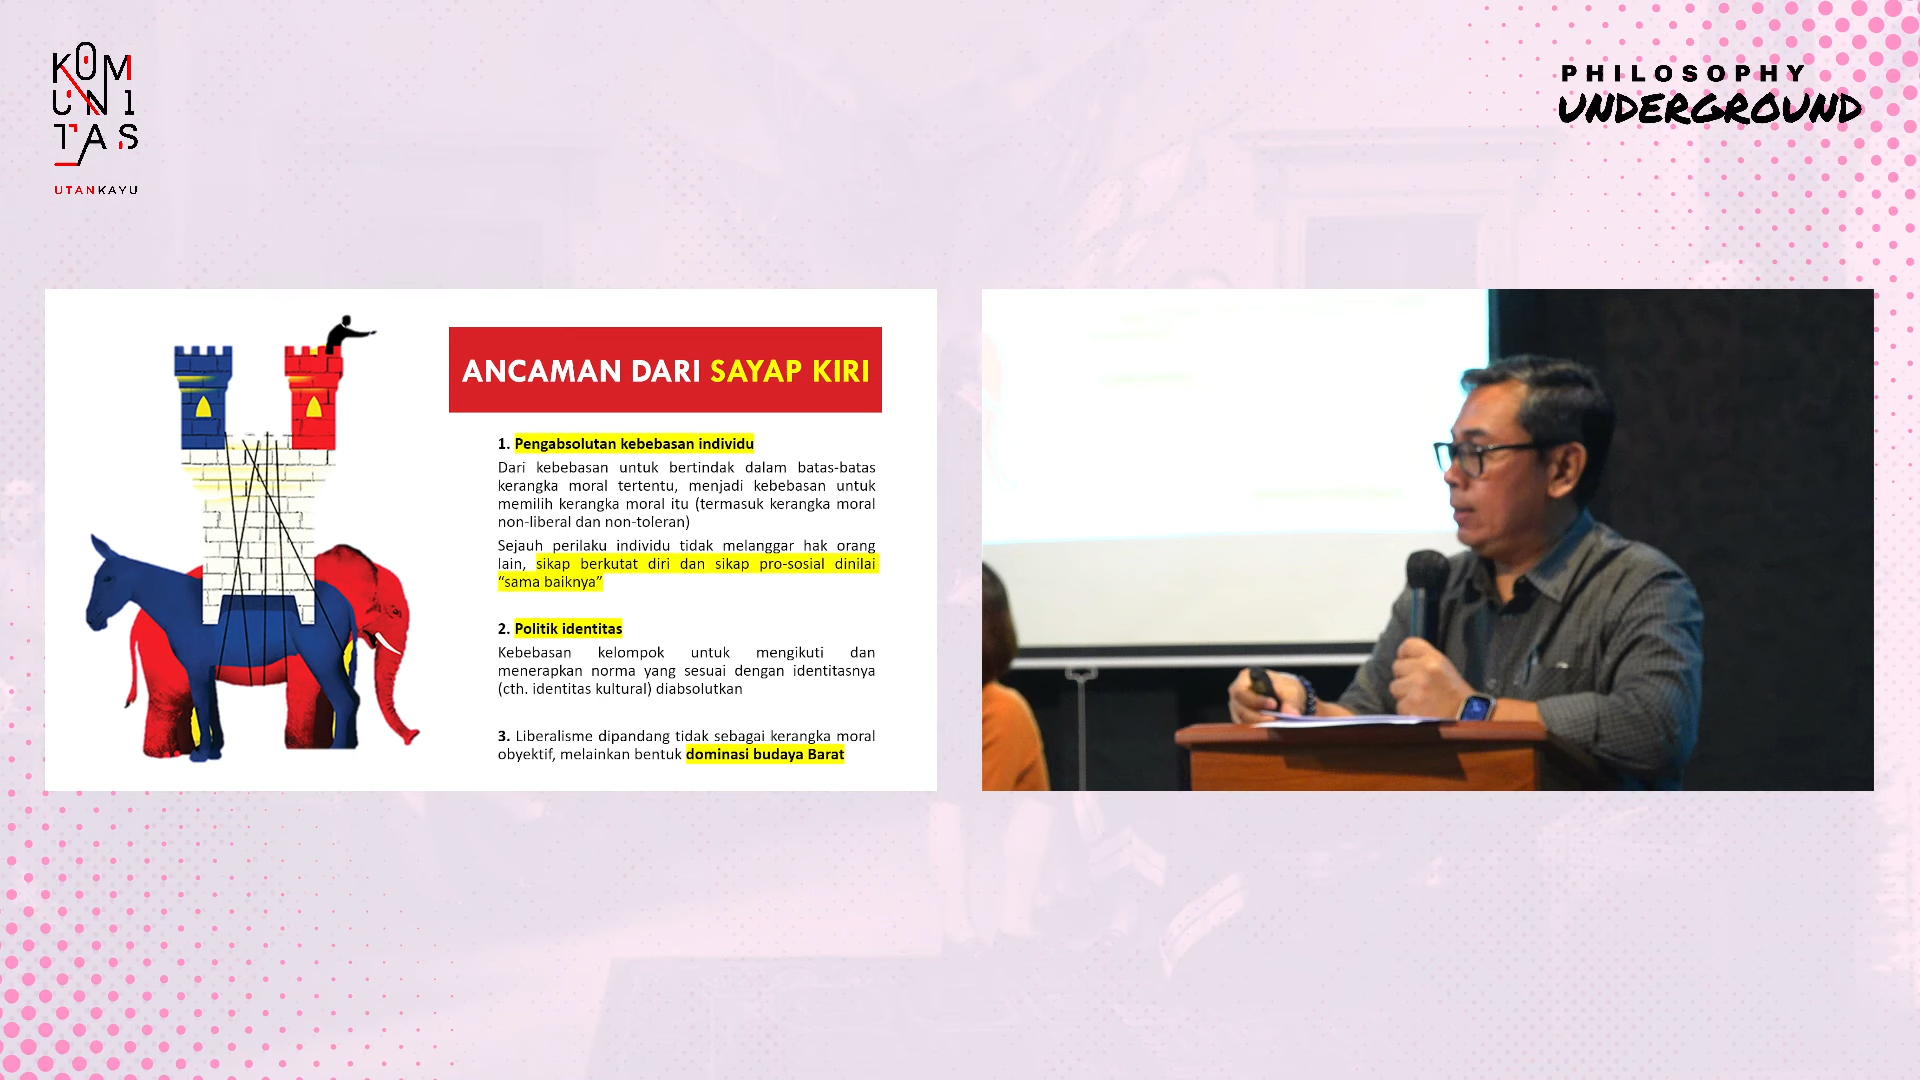 KOM
UNI
TAS
UTANKAYU
PHILOSOPHY
UNDERGROUND
ANCAMAN DARI SAYAP KIRI
1. Pengabsolutan kebebasan individu
Dari kebebasan untuk bertindak dalam batas-batas
kerangka moral tertentu, menjadi kebebasan untuk
memilih kerangka moral itu (termasuk kerangka moral
non-liberal dan non-toleran)
Sejauh perilaku individu tidak melanggar hak orang
lain, sikap berkutat diri dan sikap pro-sosial dinilai
“sama baiknya”
2. Politik identitas
Kebebasan kelompok untuk mengikuti dan
menerapkan norma yang sesuai dengan identitasnya
(cth. identitas kultural) diabsolutkan
3. Liberalisme dipandang tidak sebagai kerangka moral
obyektif, melainkan bentuk dominasi budaya Barat